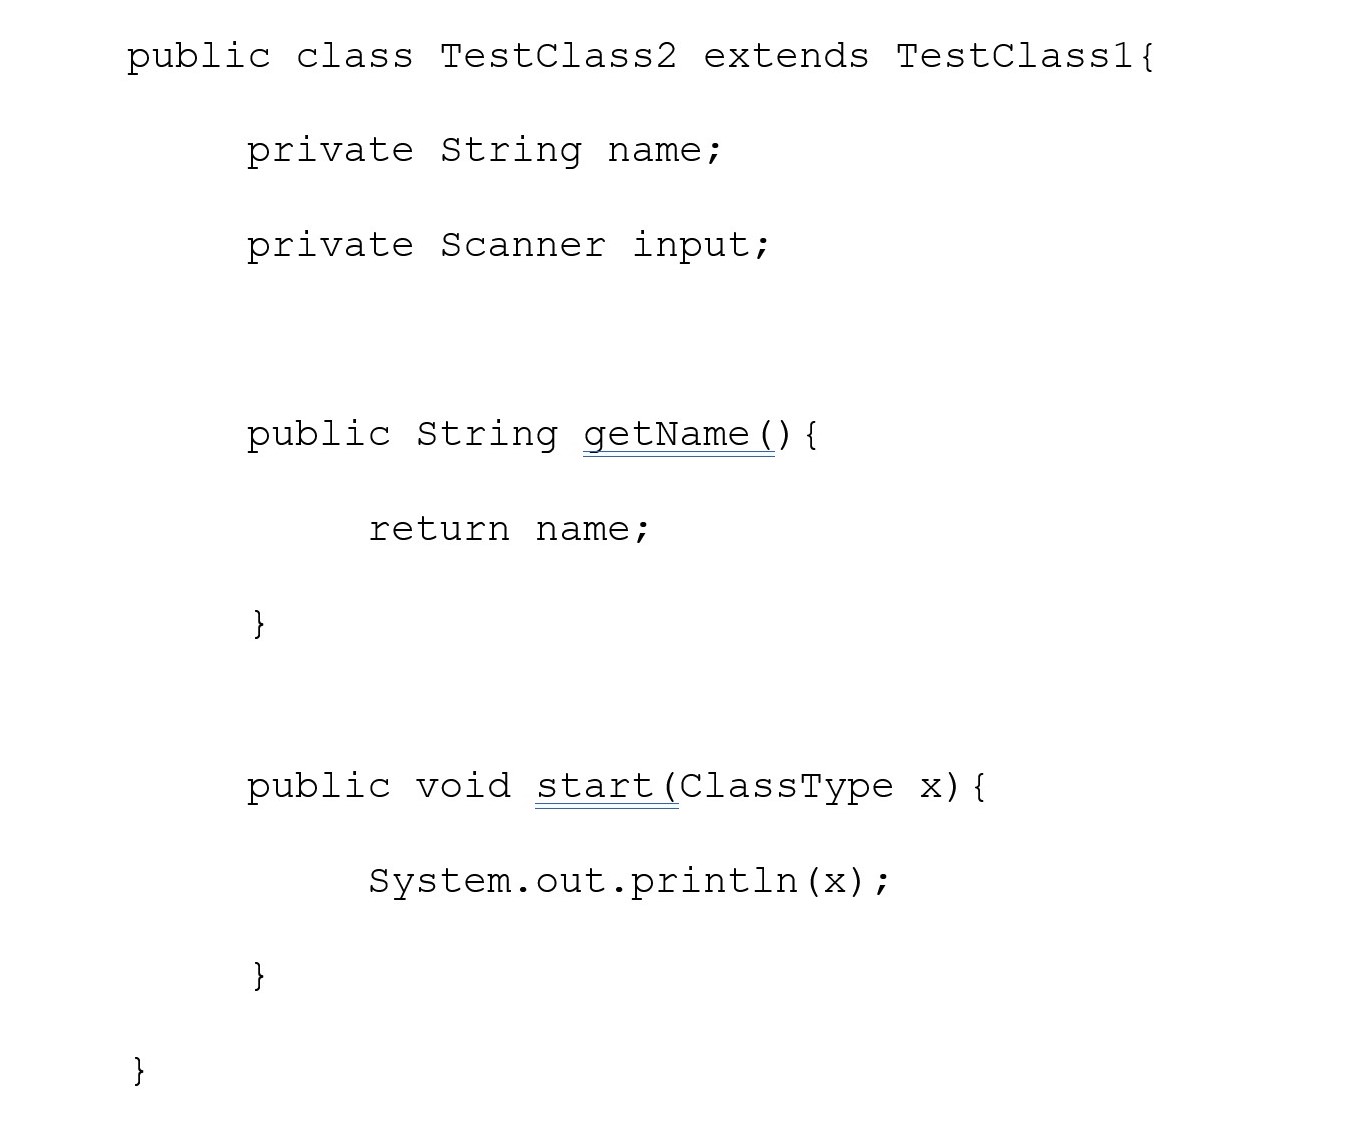 public class TestClass2 extends TestClass1{
private String name;
private Scanner input;
public String getName(){
return name;
}
public void start(ClassType x){
System.out.println(x);
}
}